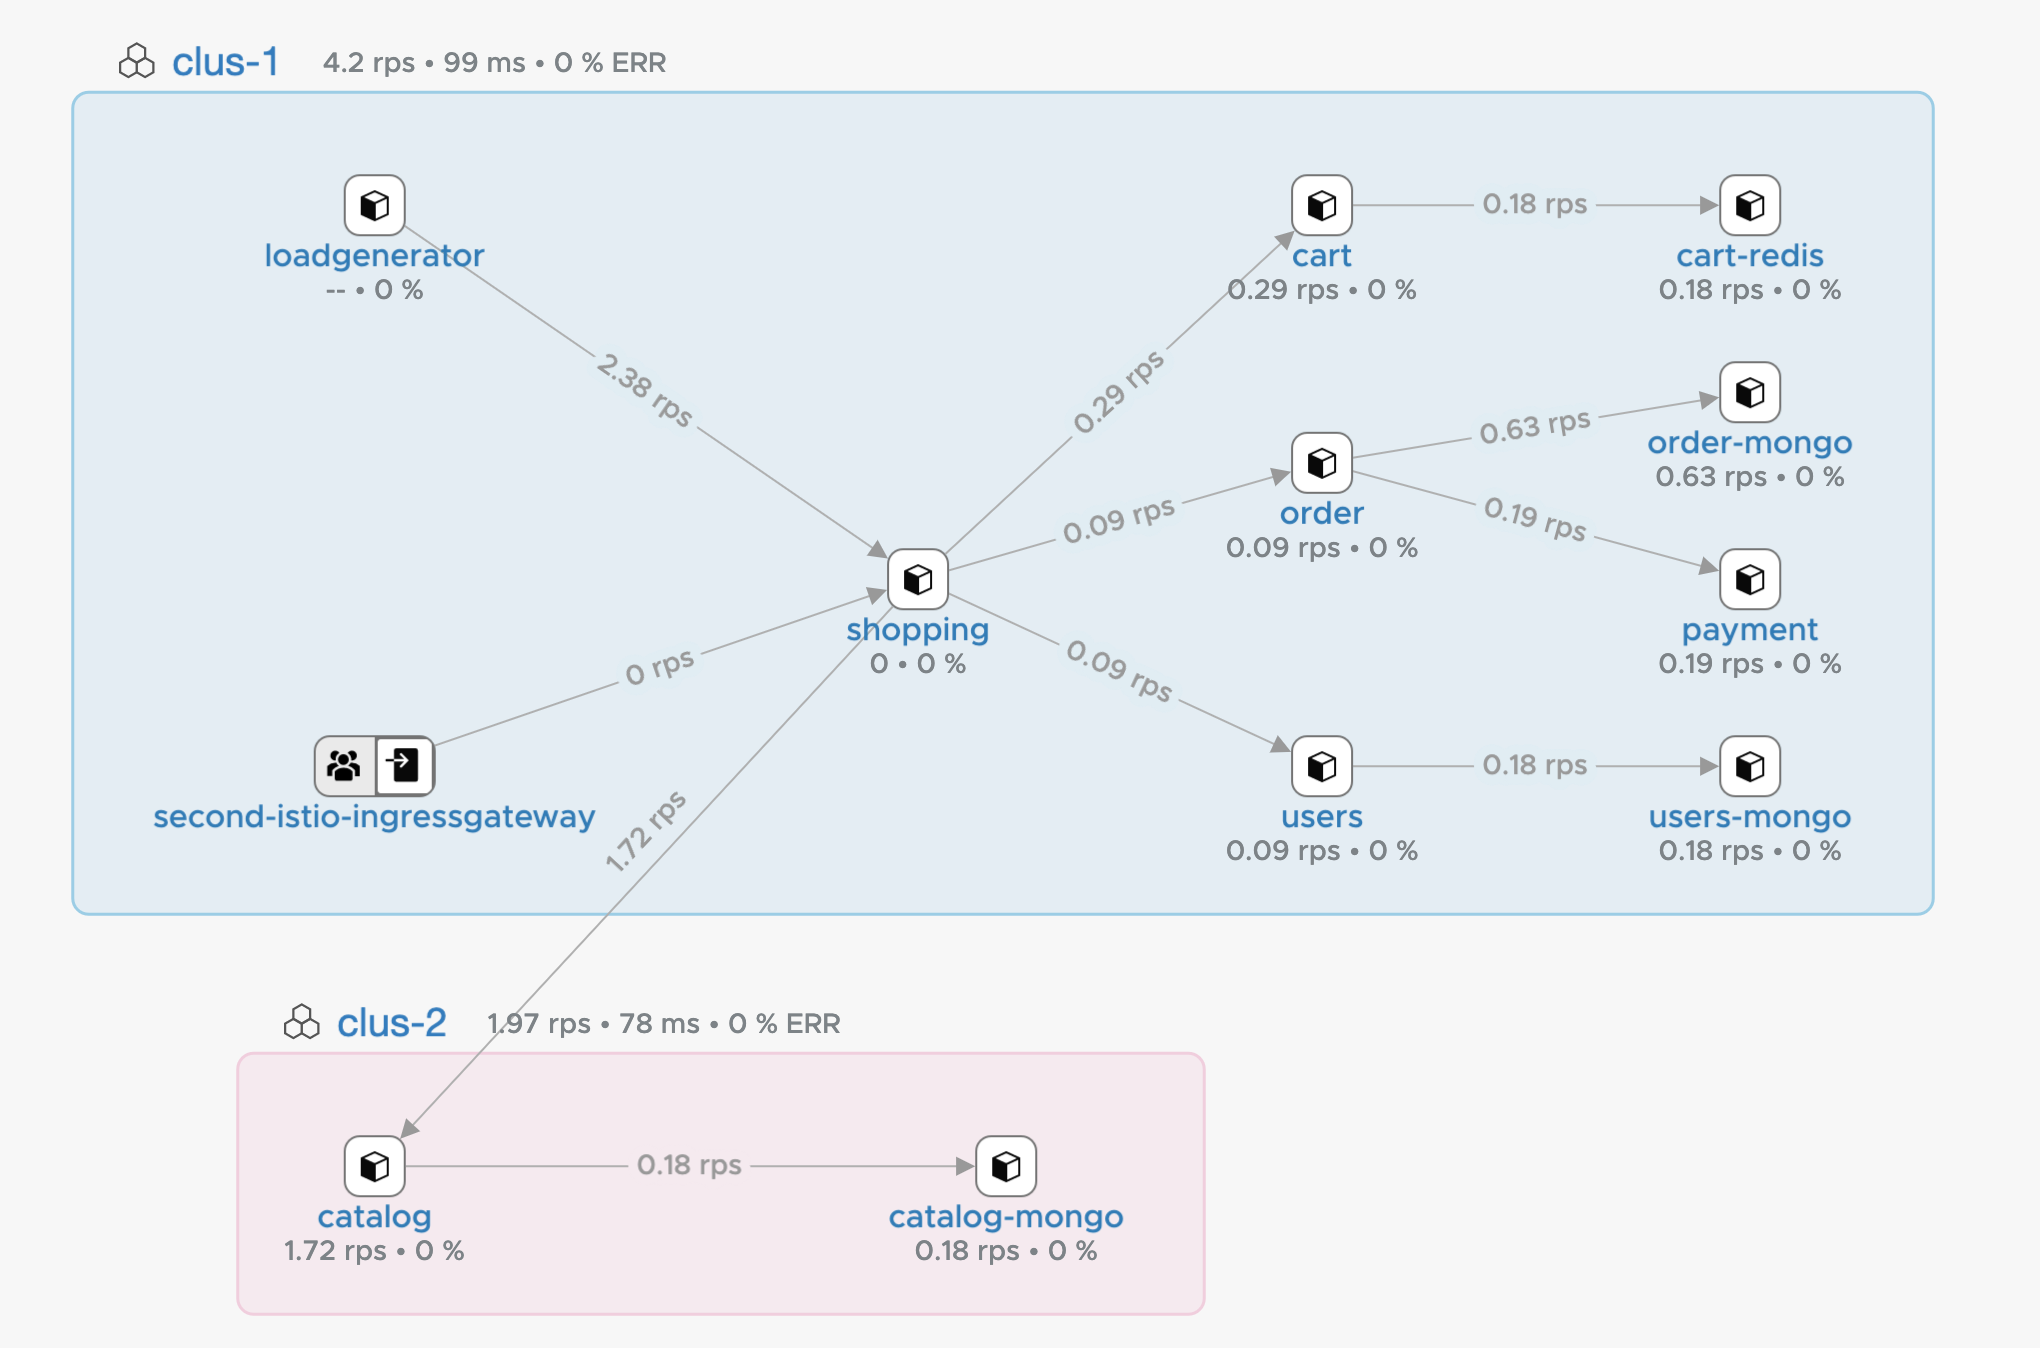 clus-1 4.2 rps • 99 ms • 0 % ERR
loadgenerator
-- • 0 %
2.38 rps
cart
0.29 rps • 0 %
0.18 rps
cart-redis
0.18 rps • 0 %
0.29 rps
order-mongo
0.63 rps • 0 %
0.63 rps
order
0.09 rps • 0 %
0.09 rps
0.19 rps
shopping
0 • 0 %
payment
0.19 rps • 0 %
0 rps
0.09 rps
second-istio-ingressgateway
1.72 rps
users
0.09 rps • 0 %
0.18 rps
users-mongo
0.18 rps • 0 %
clus-2 1.97 rps • 78 ms • 0 % ERR
catalog
1.72 rps • 0 %
0.18 rps
catalog-mongo
0.18 rps • 0 %